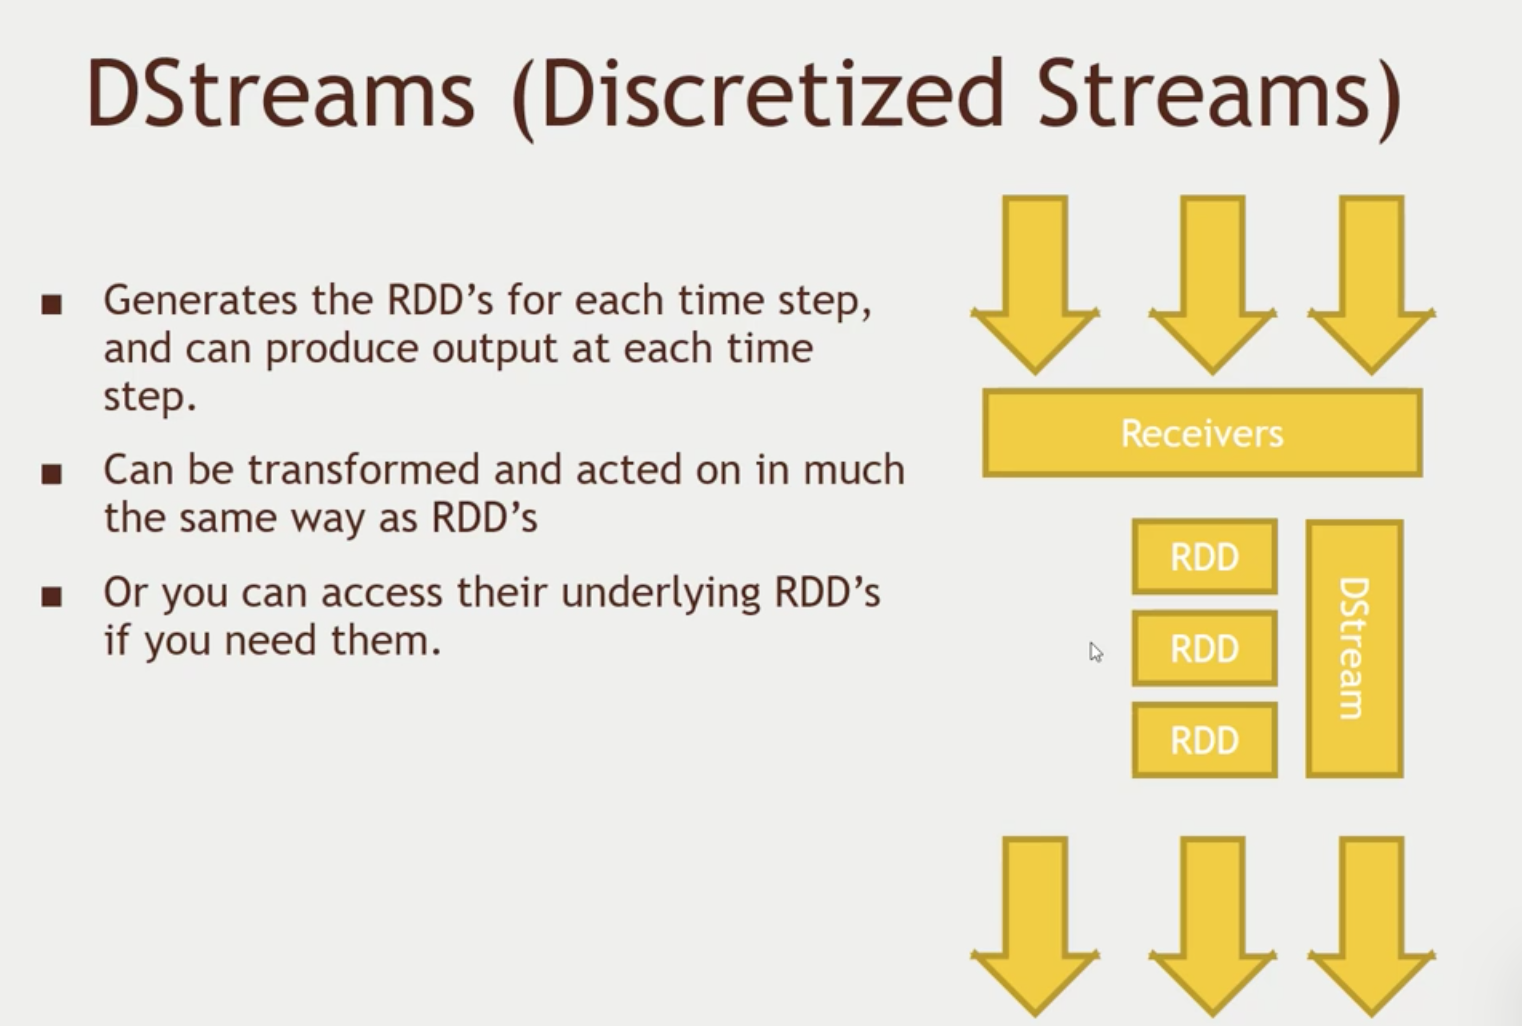 DStreams (Discretized Streams)
Generates the RDD’s for each time step,
and can produce output at each time
step.
Can be transformed and acted on in much
the same way as RDD’s
Or you can access their underlying RDD’s
if you need them.
Receivers
RDD
RDD
RDD
DStream